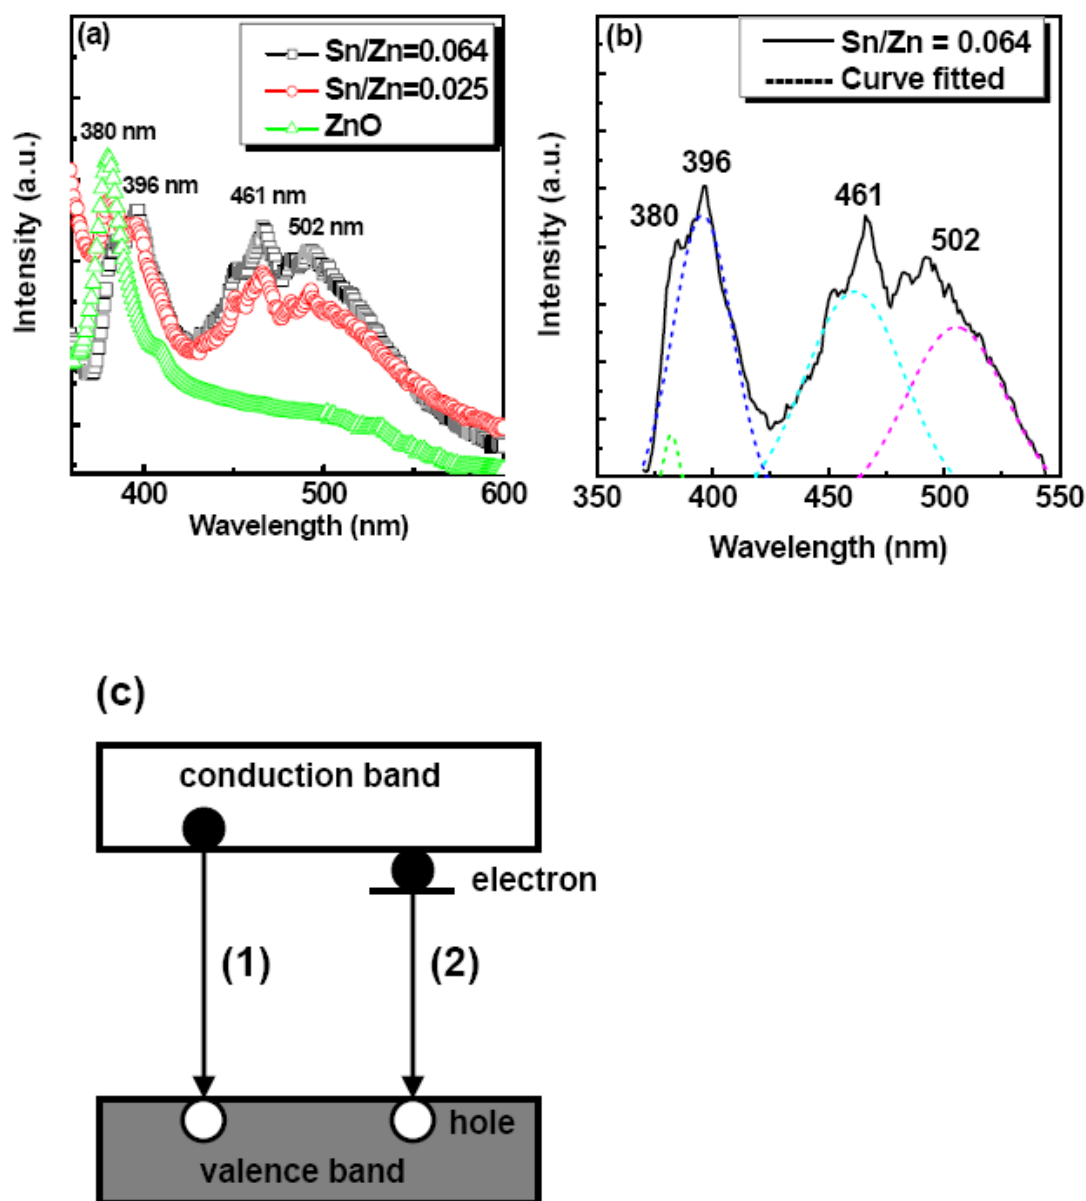 (a)
Sn/Zn=0.064
Sn/Zn=0.025
ZnO
380 nm
396 nm
461 nm
502 nm
Intensity (a.u.)
400
500
600
Wavelength (nm)
(b)
Sn/Zn = 0.064
Curve fitted
380
396
461
502
Intensity (a.u.)
350
400
450
500
550
Wavelength (nm)
(c)
conduction band
electron
(1)
(2)
hole
valence band